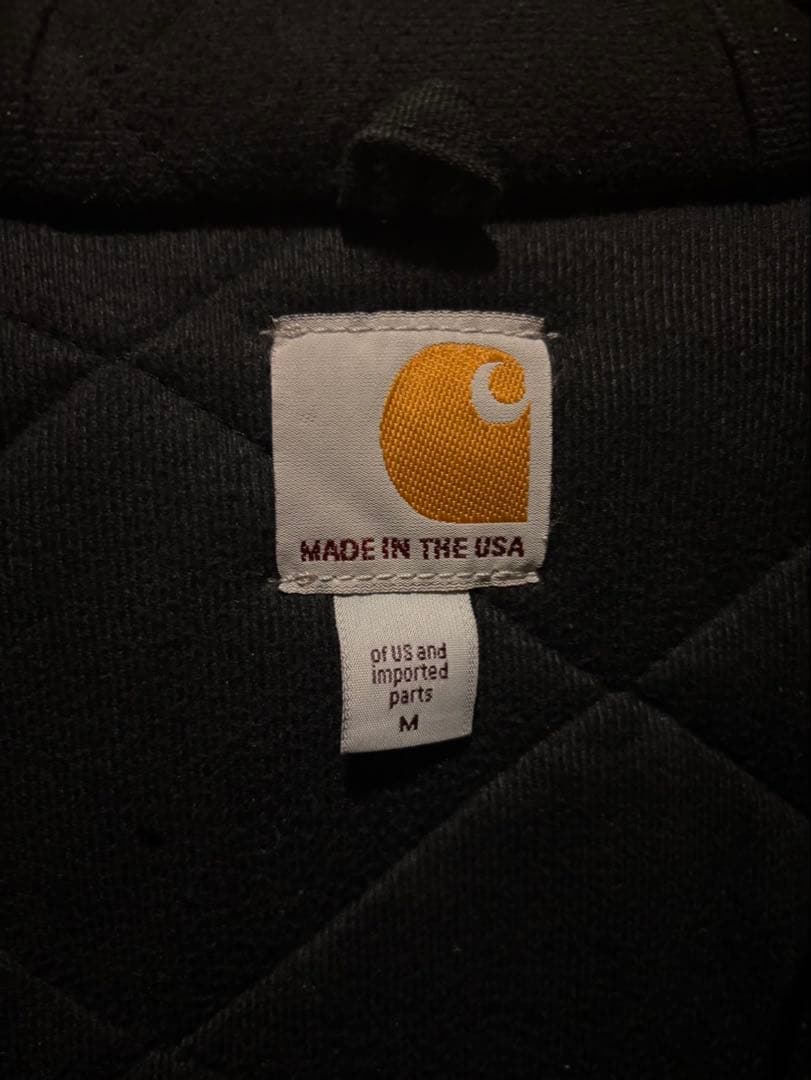 MADE IN THE USA
of US and
imported
parts
M